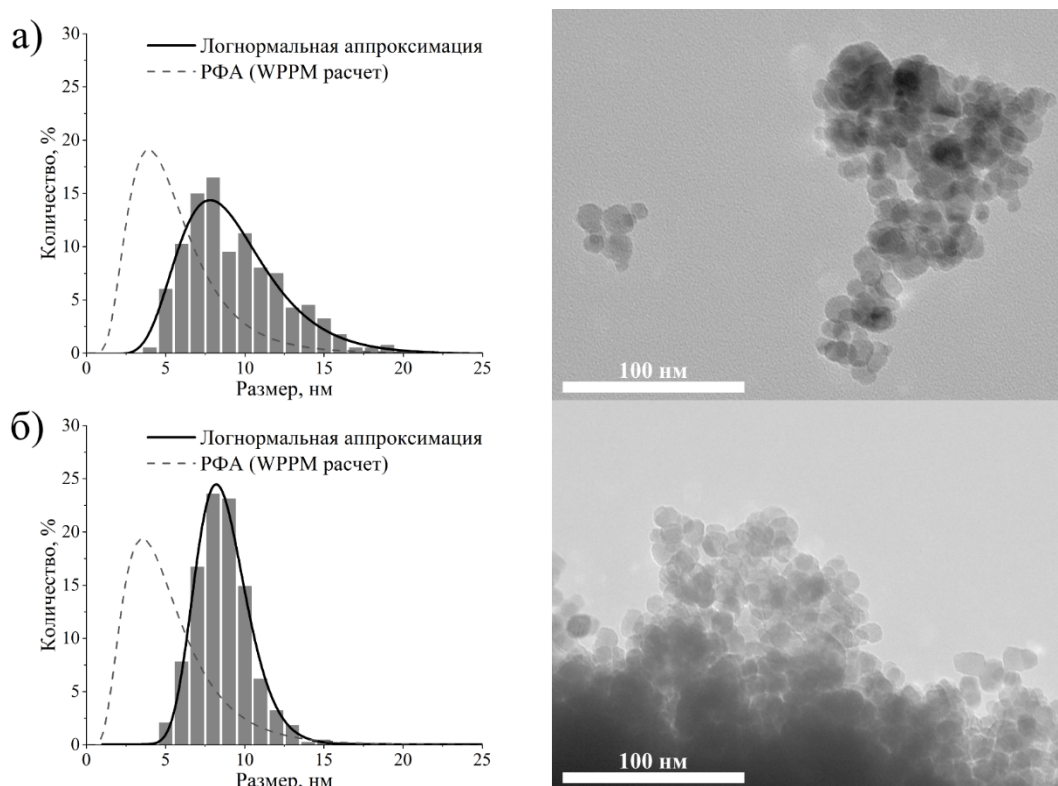 а)
Логнормальная аппроксимация
РФА (WPPM расчет)
Количество, %
30
25
20
15
10
5
0
0 5 10 15 20 25
Размер, нм
100 нм
б)
Логнормальная аппроксимация
РФА (WPPM расчет)
Количество, %
30
25
20
15
10
5
0
0 5 10 15 20 25
Размер, нм
100 нм